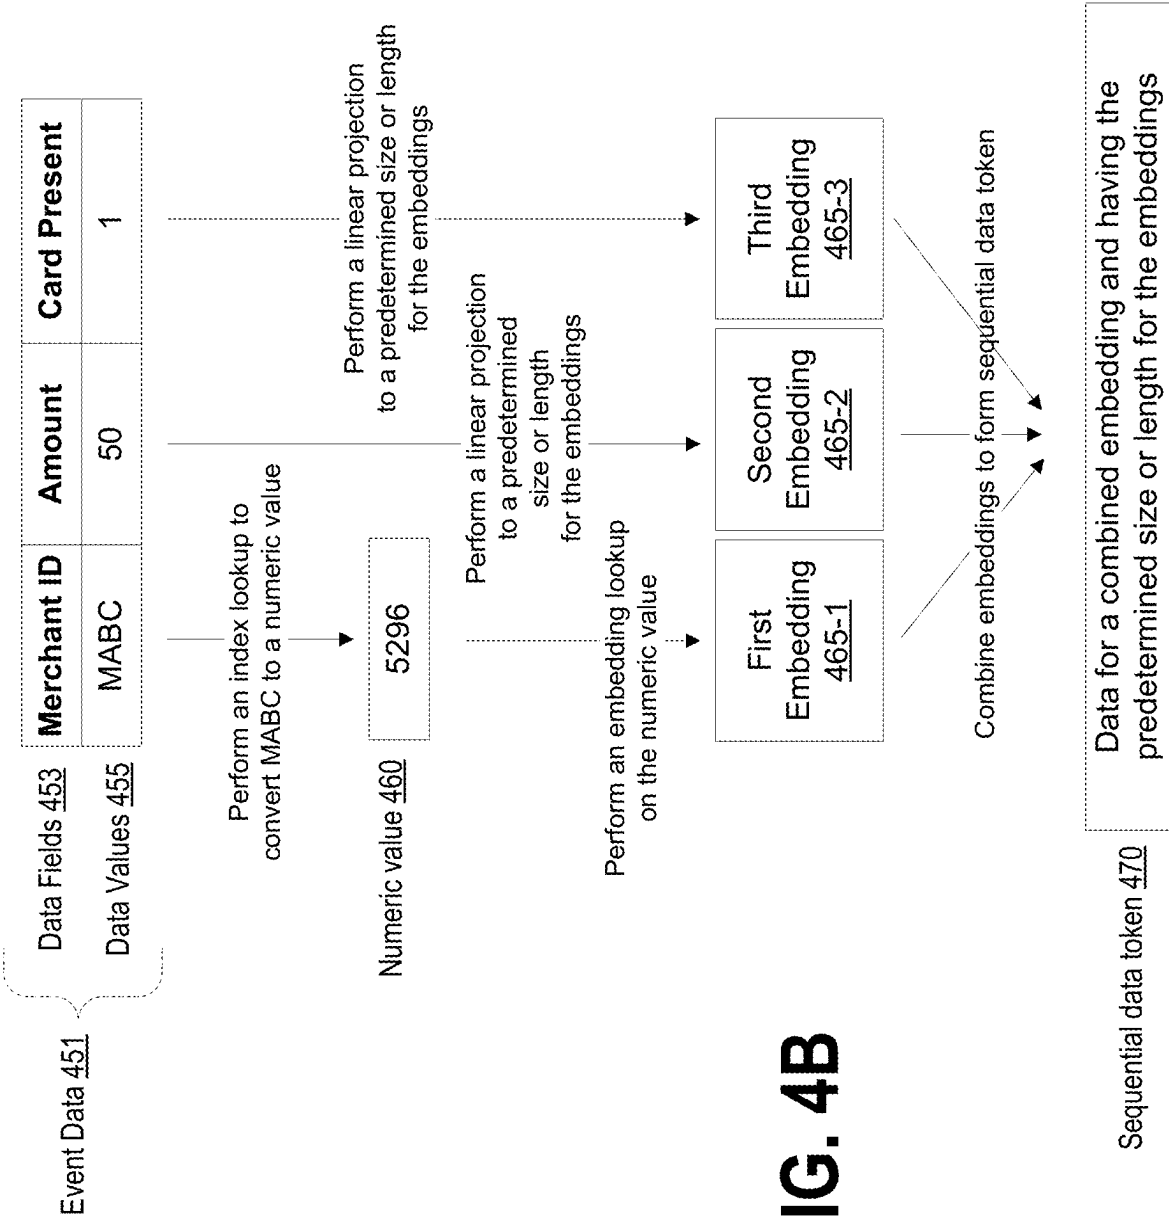 Event Data 451
Data Fields 453
Data Values 455
Merchant ID
Amount
Card Present
MABC
50
1
Perform an index lookup to
convert MABC to a numeric value
Perform a linear projection
to a predetermined size or length
for the embeddings
Numeric value 460
5296
Perform a linear projection
to a predetermined
size or length
for the embeddings
Perform an embedding lookup
on the numeric value
First
Embedding
465-1
Second
Embedding
465-2
Third
Embedding
465-3
Combine embeddings to form sequential data token
Sequential data token 470
Data for a combined embedding and having the
predetermined size or length for the embeddings
IG. 4B